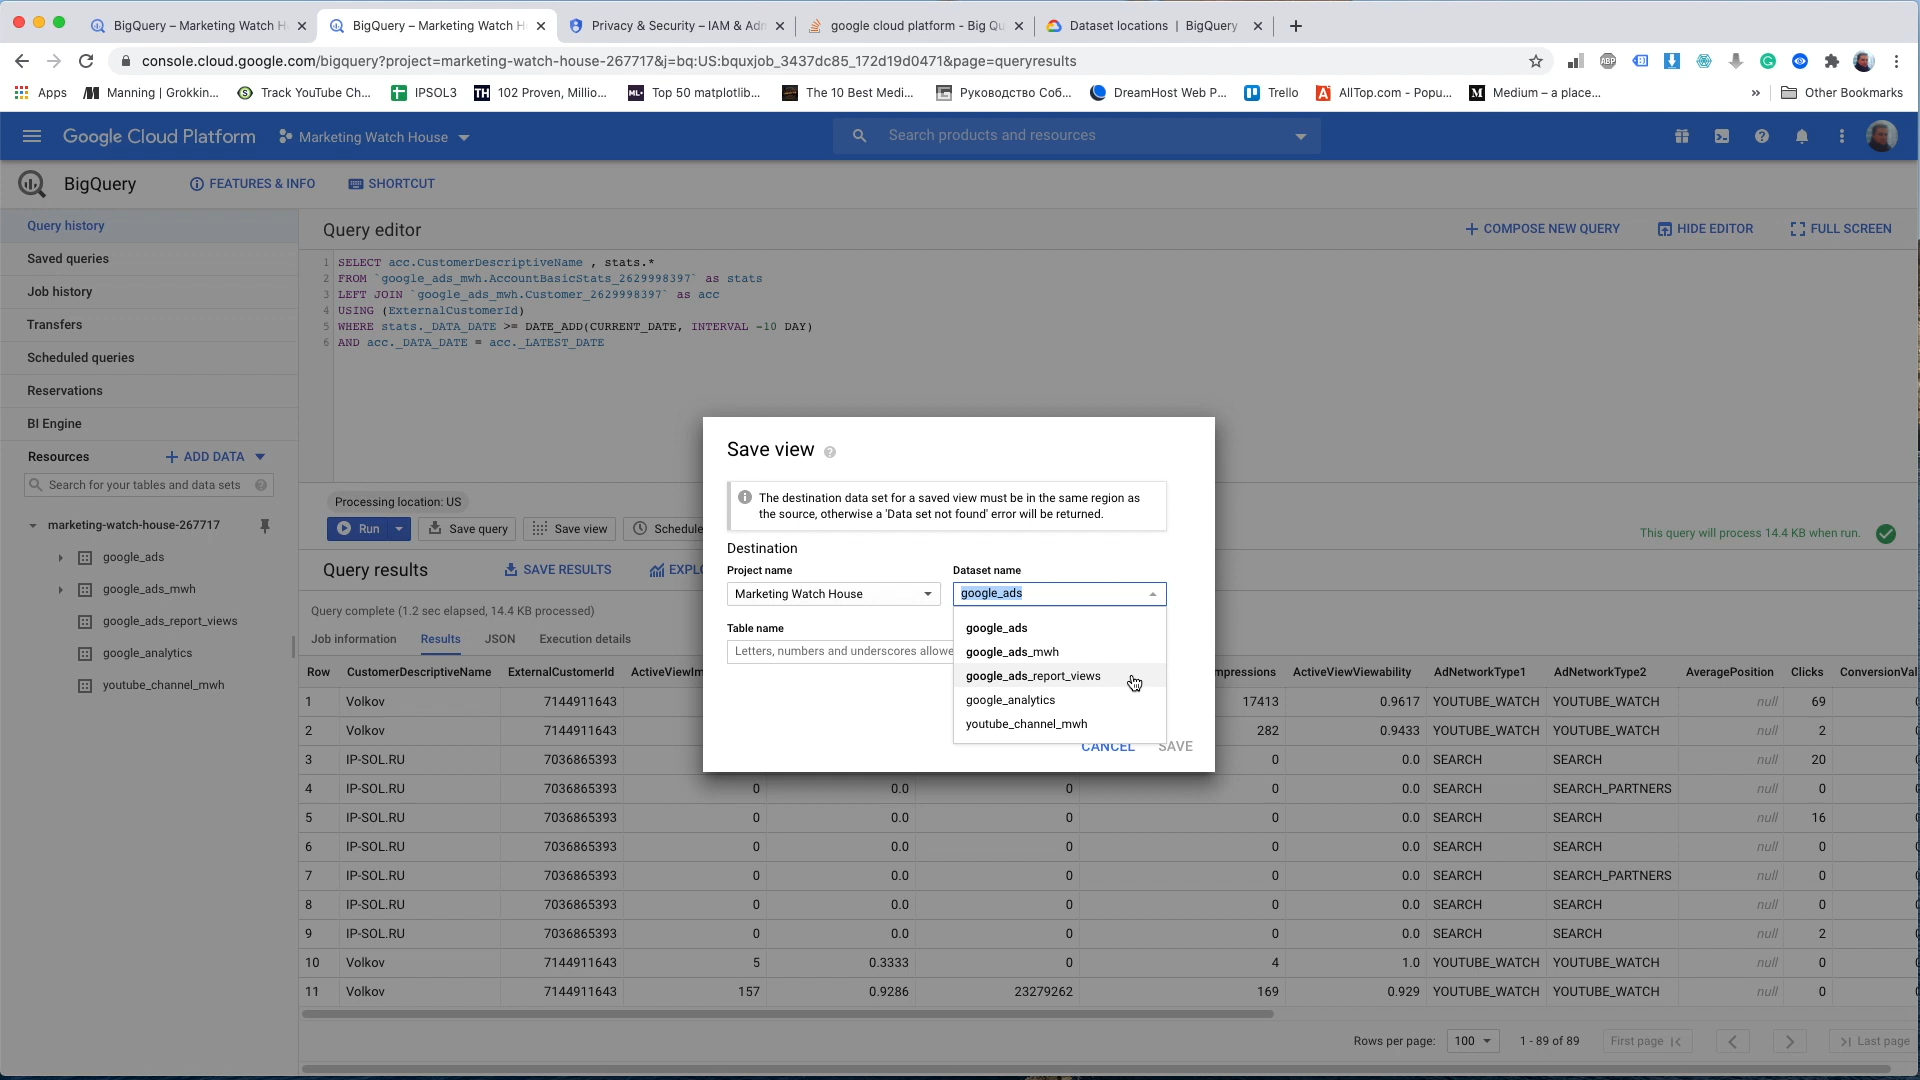 BigQuery – Marketing Watch H
BigQuery – Marketing Watch H
Privacy & Security – IAM & Adm
google cloud platform - Big Qu
Dataset locations | BigQuery
console.cloud.google.com/bigquery?project=marketing-watch-house-267717&j=bq:US:bquxjob_3437dc85_172d19d0471&page=queryresults
Apps
Manning | Grokkin...
Track YouTube Ch...
IPSOL3
102 Proven, Millio...
Top 50 matplotlib...
The 10 Best Medi...
Руководство Соб...
DreamHost Web P...
Trello
AllTop.com - Popu...
Medium – a place...
Other Bookmarks
Google Cloud Platform
Marketing Watch House
Search products and resources
BigQuery
FEATURES & INFO
SHORTCUT
Query history
Saved queries
Job history
Transfers
Scheduled queries
Reservations
BI Engine
Resources
ADD DATA
Search for your tables and data sets
marketing-watch-house-267717
google_ads
google_ads_mwh
google_ads_report_views
google_analytics
youtube_channel_mwh
Query editor
COMPOSE NEW QUERY
HIDE EDITOR
FULL SCREEN
1 SELECT acc.CustomerDescriptiveName , stats.*
2 FROM `google_ads_mwh.AccountBasicStats_2629998397` as stats
3 LEFT JOIN `google_ads_mwh.Customer_2629998397` as acc
4 USING (ExternalCustomerId)
5 WHERE stats._DATA_DATE >= DATE_ADD(CURRENT_DATE, INTERVAL -10 DAY)
6 AND acc._DATA_DATE = acc._LATEST_DATE
Processing location: US
Run
Save query
Save view
Schedule
This query will process 14.4 KB when run.
Query results
SAVE RESULTS
EXPL
Query complete (1.2 sec elapsed, 14.4 KB processed)
Job information
Results
JSON
Execution details
Save view
The destination data set for a saved view must be in the same region as
the source, otherwise a 'Data set not found' error will be returned.
Destination
Project name
Dataset name
Marketing Watch House
google_ads
Table name
Letters, numbers and underscores allowe
google_ads
google_ads_mwh
google_ads_report_views
google_analytics
youtube_channel_mwh
CANCEL
SAVE
Row CustomerDescriptiveName ExternalCustomerId ActiveViewIm mpressions ActiveViewViewability AdNetworkType1 AdNetworkType2 AveragePosition Clicks ConversionVal
1 Volkov 7144911643 17413 0.9617 YOUTUBE_WATCH YOUTUBE_WATCH null 69
2 Volkov 7144911643 282 0.9433 YOUTUBE_WATCH YOUTUBE_WATCH null 2
3 IP-SOL.RU 7036865393 0 0.0 SEARCH SEARCH null 20
4 IP-SOL.RU 7036865393 0 0.0 0 0 0.0 SEARCH SEARCH_PARTNERS null 0
5 IP-SOL.RU 7036865393 0 0.0 0 0 0.0 SEARCH SEARCH null 16
6 IP-SOL.RU 7036865393 0 0.0 0 0 0.0 SEARCH SEARCH null 0
7 IP-SOL.RU 7036865393 0 0.0 0 0 0.0 SEARCH SEARCH_PARTNERS null 0
8 IP-SOL.RU 7036865393 0 0.0 0 0 0.0 SEARCH SEARCH null 0
9 IP-SOL.RU 7036865393 0 0.0 0 0 0.0 SEARCH SEARCH null 2
10 Volkov 7144911643 5 0.3333 0 4 1.0 YOUTUBE_WATCH YOUTUBE_WATCH null 0
11 Volkov 7144911643 157 0.9286 23279262 169 0.929 YOUTUBE_WATCH YOUTUBE_WATCH null 0
Rows per page: 100 1 - 89 of 89 First page Last page